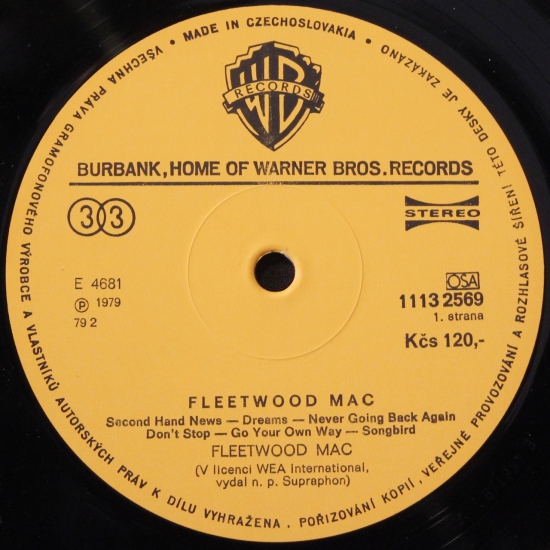 • MADE IN CZECHOSLOVAKIA •
VŠECHNA PRÁVA GRAMOFONOVÉHO VÝROBCE A VLASTNÍKŮ AUTORSKÝCH PRÁV K DÍLU VYHRAŽENA. POŘIZOVÁNÍ KOPIÍ, VEŘEJNÉ PROVOZOVÁNÍ A ROZHLASOVÉ ŠÍŘENÍ TÉTO DESKY JE ZAKÁZÁNO
WB
RECORDS
BURBANK, HOME OF WARNER BROS. RECORDS
33
STEREO
E 4681
Ⓟ 1979
79 2
OSA
1113 2569
1. strana
Kčs 120,-
FLEETWOOD MAC
Second Hand News — Dreams — Never Going Back Again
Don't Stop — Go Your Own Way — Songbird
FLEETWOOD MAC
(V licenci WEA International,
vydal n. p. Supraphon)